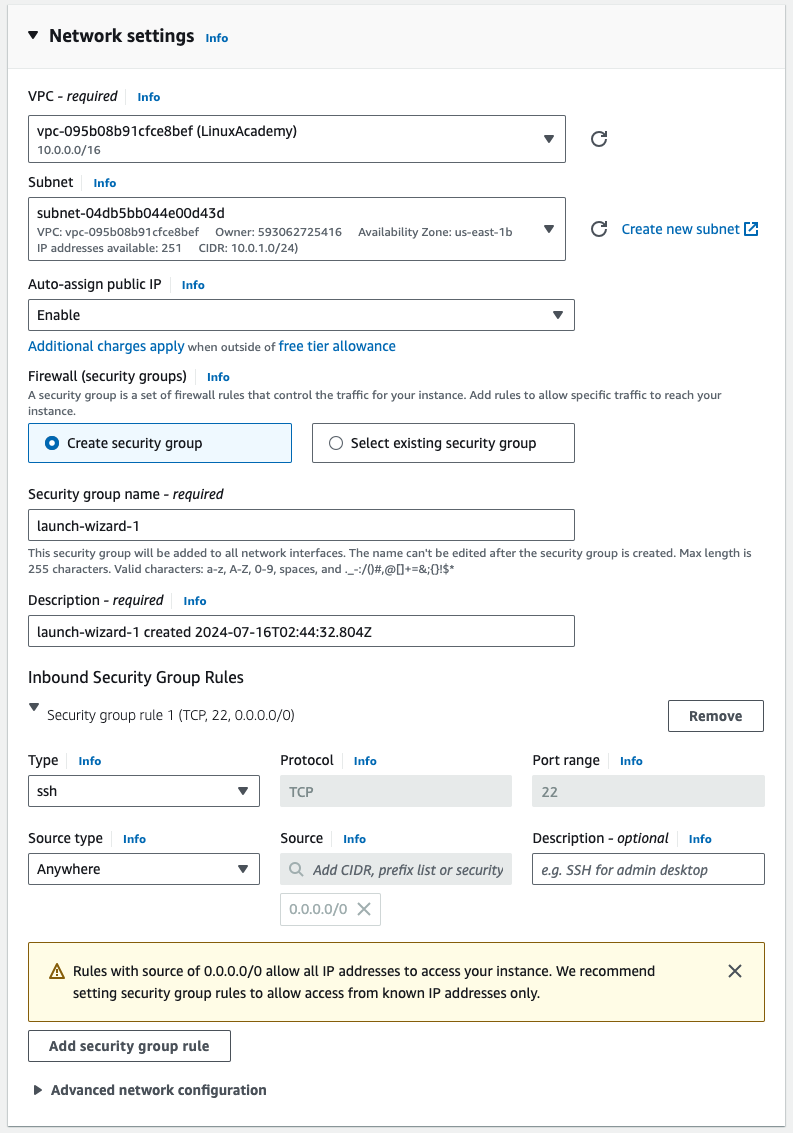 Network settings Info
VPC - required Info
vpc-095b08b91cfce8bef (LinuxAcademy)
10.0.0.0/16
Subnet Info
subnet-04db5bb044e00d43d
VPC: vpc-095b08b91cfce8bef Owner: 593062725416 Availability Zone: us-east-1b
IP addresses available: 251 CIDR: 10.0.1.0/24)
Create new subnet
Auto-assign public IP Info
Enable
Additional charges apply when outside of free tier allowance
Firewall (security groups) Info
A security group is a set of firewall rules that control the traffic for your instance. Add rules to allow specific traffic to reach your
instance.
Create security group Select existing security group
Security group name - required
launch-wizard-1
This security group will be added to all network interfaces. The name can't be edited after the security group is created. Max length is
255 characters. Valid characters: a-z, A-Z, 0-9, spaces, and ._-:/()#,@[]+=&;{}!$*
Description - required Info
launch-wizard-1 created 2024-07-16T02:44:32.804Z
Inbound Security Group Rules
Security group rule 1 (TCP, 22, 0.0.0.0/0) Remove
Type Info Protocol Info Port range Info
ssh TCP 22
Source type Info Source Info Description - optional Info
Anywhere Add CIDR, prefix list or security e.g. SSH for admin desktop
0.0.0.0/0
Rules with source of 0.0.0.0/0 allow all IP addresses to access your instance. We recommend
setting security group rules to allow access from known IP addresses only.
Add security group rule
Advanced network configuration